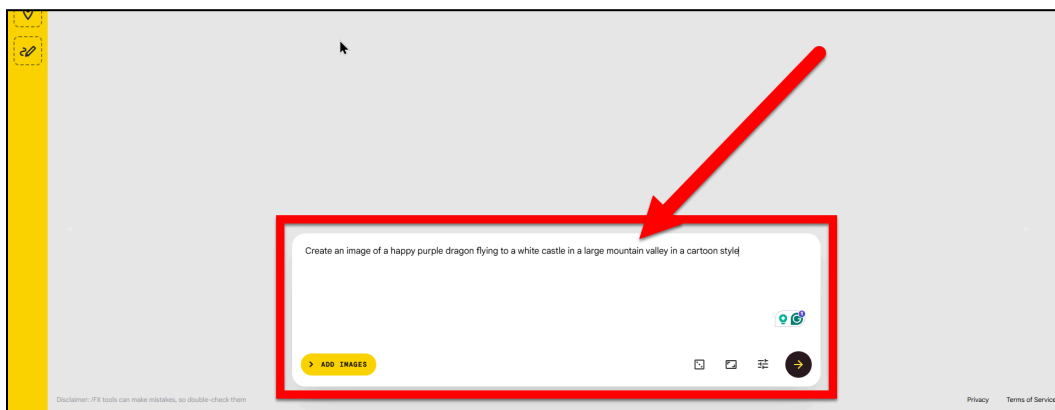 Create an image of a happy purple dragon flying to a white castle in a large mountain valley in a cartoon style
1
> ADD IMAGES
Disclaimer: /FX tools can make mistakes, so double-check them
Privacy Terms of Service